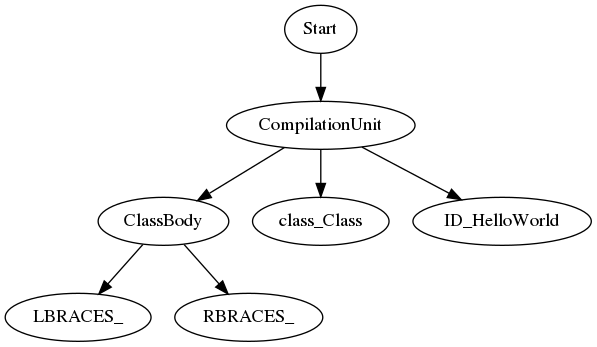 Start
CompilationUnit
ClassBody
class_Class
ID_HelloWorld
LBRACES_
RBRACES_